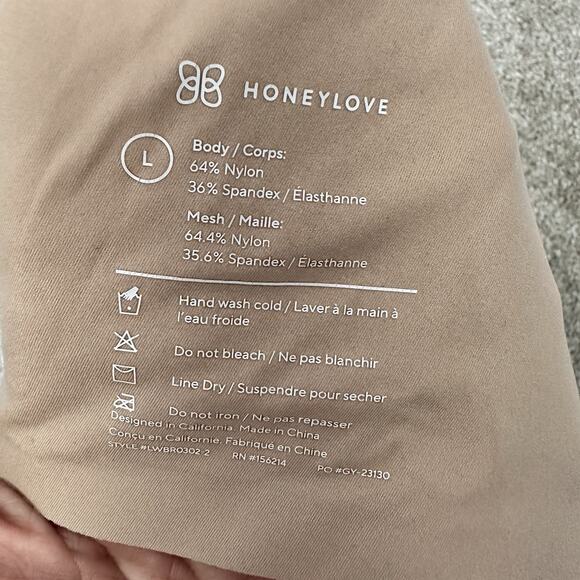 HONEYLOVE
L
Body / Corps:
64% Nylon
36% Spandex / Élasthanne
Mesh / Maille:
64.4% Nylon
35.6% Spandex / Élasthanne
Hand wash cold / Laver à la main à
l'eau froide
Do not bleach / Ne pas blanchir
Line Dry / Suspendre pour secher
Do not iron / Ne pas repasser
Designed in California. Made in China
Conçu en Californie. Fabriqué en Chine
STYLE #LWBR0302-2 RN #156214 PO #GY-23130